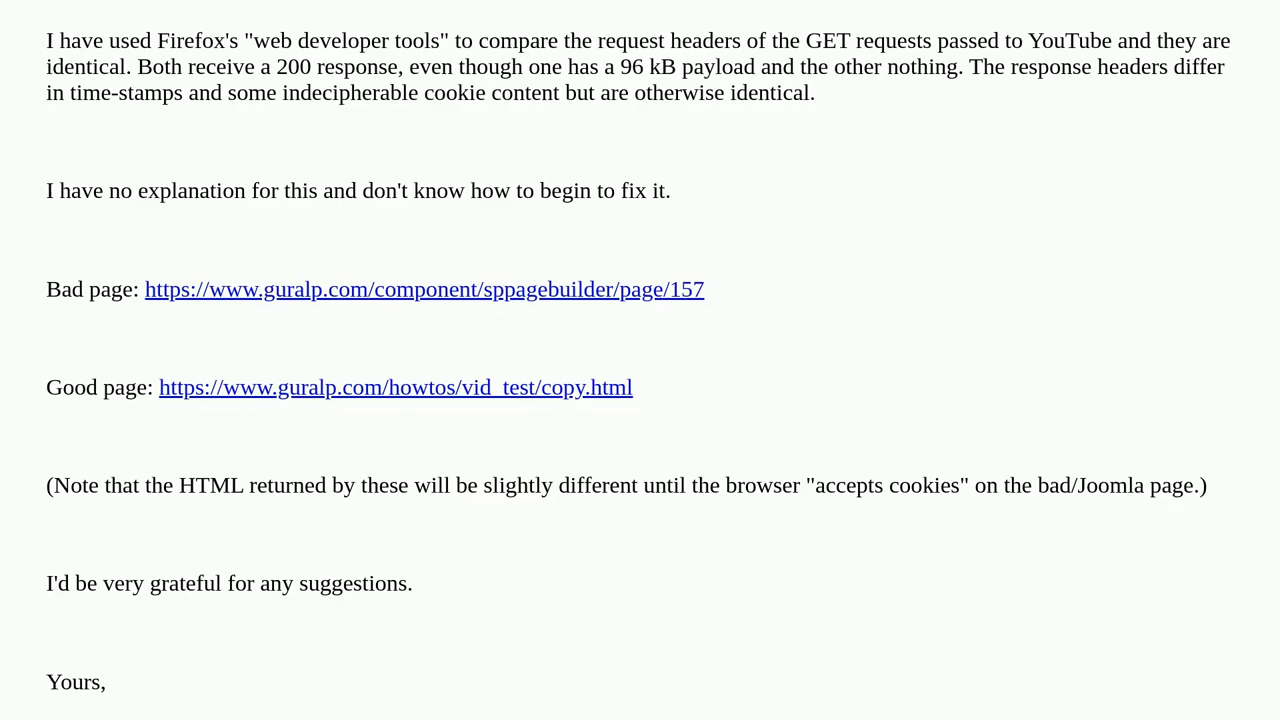 I have used Firefox's "web developer tools" to compare the request headers of the GET requests passed to YouTube and they are
identical. Both receive a 200 response, even though one has a 96 kB payload and the other nothing. The response headers differ
in time-stamps and some indecipherable cookie content but are otherwise identical.
I have no explanation for this and don't know how to begin to fix it.
Bad page: https://www.guralp.com/component/sppagebuilder/page/157
Good page: https://www.guralp.com/howtos/vid_test/copy.html
(Note that the HTML returned by these will be slightly different until the browser "accepts cookies" on the bad/Joomla page.)
I'd be very grateful for any suggestions.
Yours,